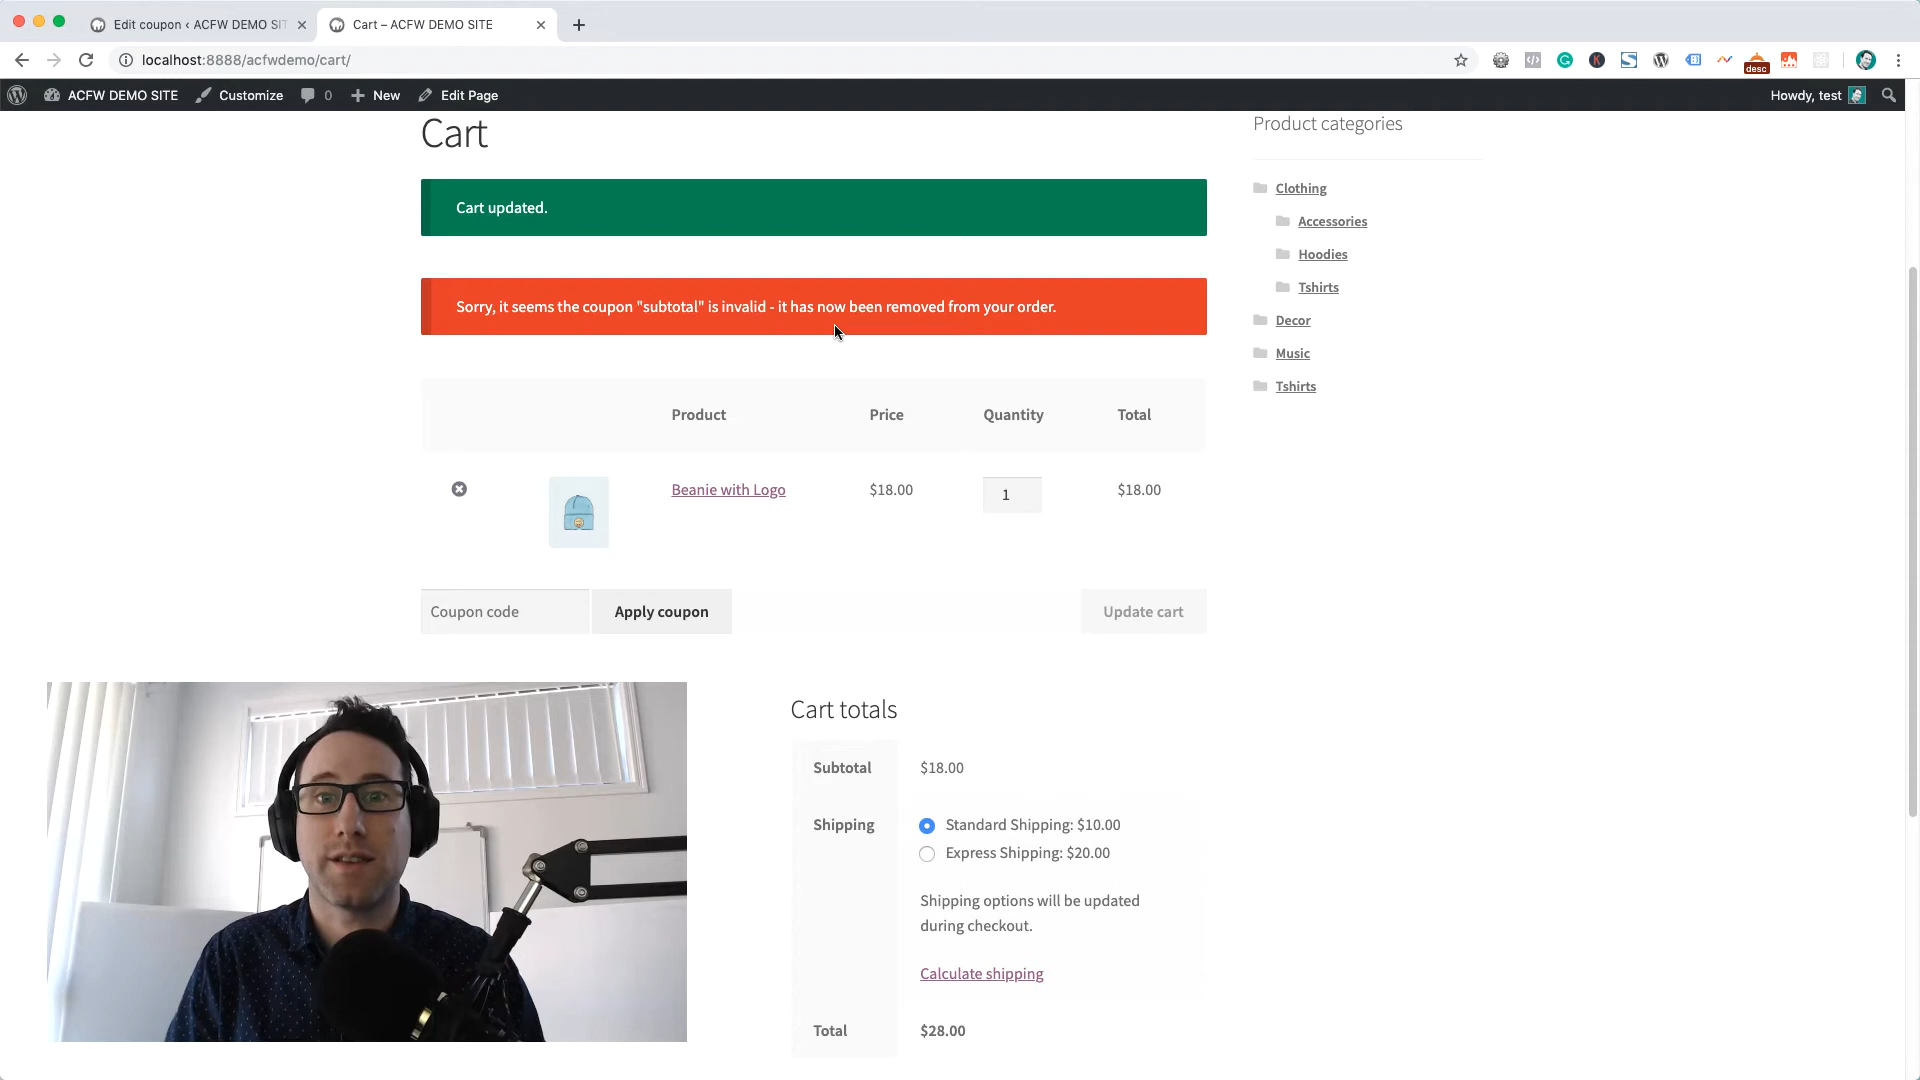 Edit coupon ‹ ACFW DEMO SIT
Cart – ACFW DEMO SITE
localhost:8888/acfwdemo/cart/
desc
ACFW DEMO SITE
Customize
0
New
Edit Page
Howdy, test
Cart
Cart updated.
Sorry, it seems the coupon "subtotal" is invalid - it has now been removed from your order.
Product Price Quantity Total
Beanie with Logo $18.00 1 $18.00
Coupon code
Apply coupon
Update cart
Cart totals
Subtotal $18.00
Shipping Standard Shipping: $10.00
Express Shipping: $20.00
Shipping options will be updated
during checkout.
Calculate shipping
Total $28.00
Product categories
Clothing
Accessories
Hoodies
Tshirts
Decor
Music
Tshirts